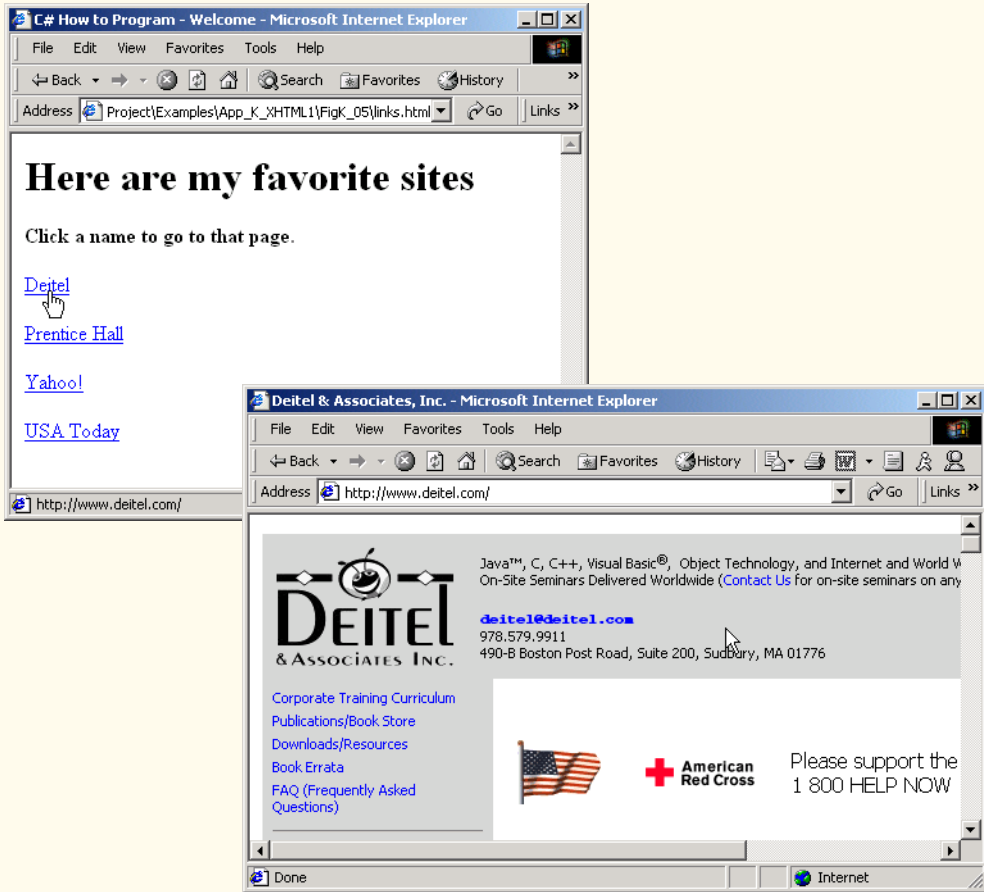 C# How to Program - Welcome - Microsoft Internet Explorer
File Edit View Favorites Tools Help
Back Search Favorites History »
Address Project\Examples\App_K_XHTML1\FigK_05\links.html Go Links »
Here are my favorite sites
Click a name to go to that page.
Deitel
Prentice Hall
Yahoo!
USA Today
http://www.deitel.com/
Deitel & Associates, Inc. - Microsoft Internet Explorer
File Edit View Favorites Tools Help
Back Search Favorites History W
Address http://www.deitel.com/ Go Links »
DEITEL
& ASSOCIATES INC.
Java™, C, C++, Visual Basic®, Object Technology, and Internet and World W
On-Site Seminars Delivered Worldwide (Contact Us for on-site seminars on any
deitel@deitel.com
978.579.9911
490-B Boston Post Road, Suite 200, Sudbury, MA 01776
Corporate Training Curriculum
Publications/Book Store
Downloads/Resources
Book Errata
FAQ (Frequently Asked
Questions)
American
Red Cross
Please support the
1 800 HELP NOW
Done Internet